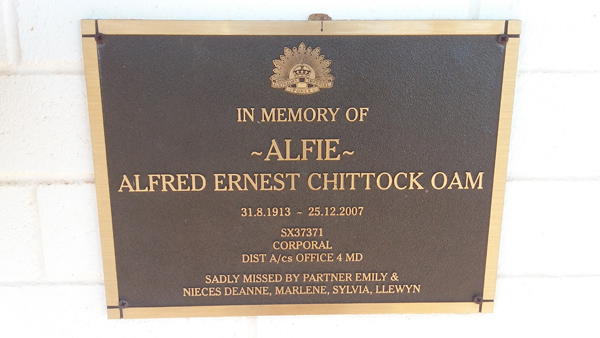 IN MEMORY OF
~ALFIE~
ALFRED ERNEST CHITTOCK OAM
31.8.1913 ~ 25.12.2007
SX37371
CORPORAL
DIST A/cs OFFICE 4 MD
SADLY MISSED BY PARTNER EMILY &
NIECES DEANNE, MARLENE, SYLVIA, LLEWYN